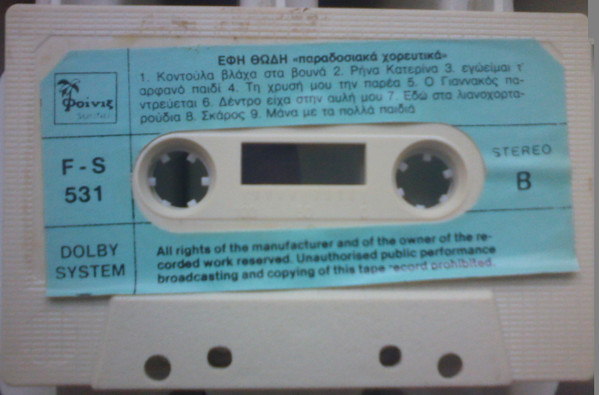 ΕΦΗ ΘΩΔΗ «παραδοσιακά χορευτικά»
1. Κοντούλα βλάχα στα βουνά 2. Ρήνα Κατερίνα 3. εγώειμαι τ'
αρφανό παιδί 4. Τη χρυσή μου την παρέα 5. Ο Γιαννακός πα-
ντρεύεται 6. Δέντρο είχα στην αυλή μου 7. Εδώ στα λιανοχορτα-
ρούδια 8. Σκάρος 9. Μάνα με τα πολλά παιδιά
Φοίνιξ
SOUND
F - S
531
STEREO
B
DOLBY
SYSTEM
All rights of the manufacturer and of the owner of the re-
corded work reserved. Unauthorised public performance
broadcasting and copying of this tape record prohibited.